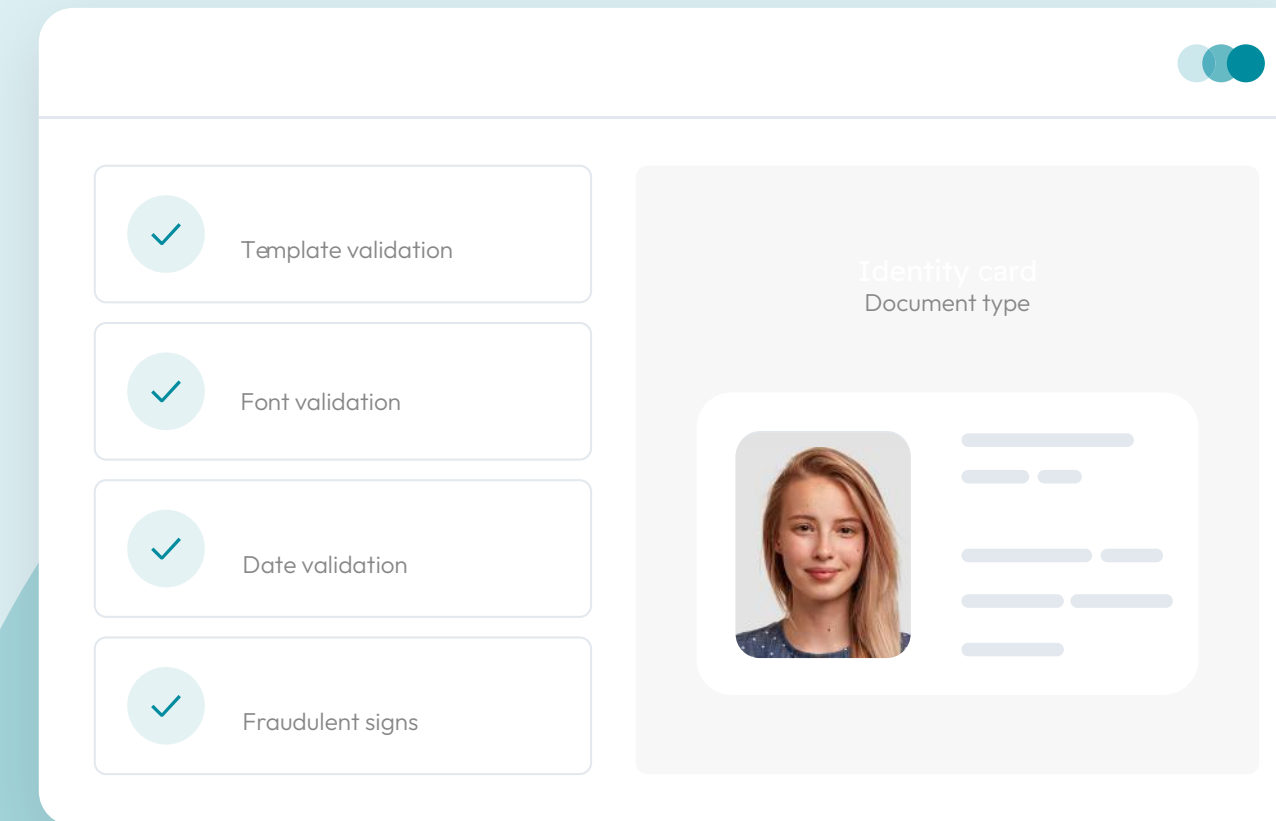 Template validation
Font validation
Date validation
Fraudulent signs
Identity card
Document type